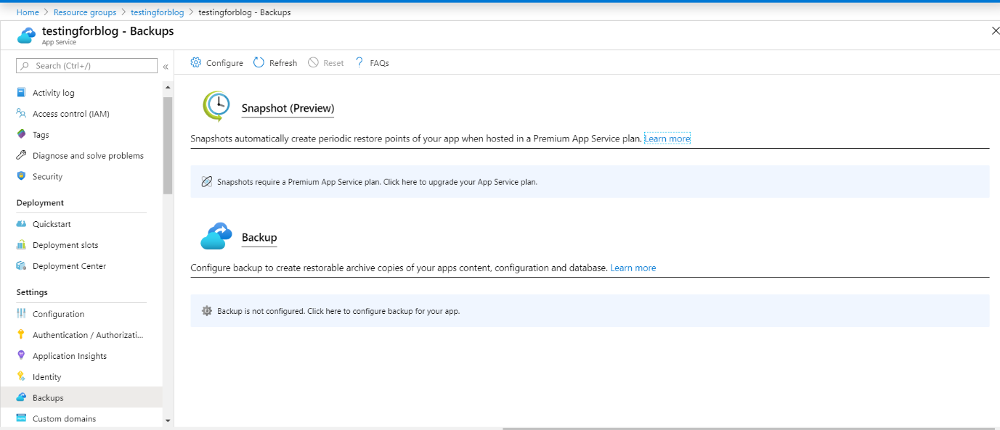 Home > Resource groups > testingforblog > testingforblog - Backups
testingforblog - Backups
App Service
Search (Ctrl+/)
«
Activity log
Access control (IAM)
Tags
Diagnose and solve problems
Security
Deployment
Quickstart
Deployment slots
Deployment Center
Settings
Configuration
Authentication / Authorizati...
Application Insights
Identity
Backups
Custom domains
Configure Refresh Reset ? FAQs
Snapshot (Preview)
Snapshots automatically create periodic restore points of your app when hosted in a Premium App Service plan. Learn more
Snapshots require a Premium App Service plan. Click here to upgrade your App Service plan.
Backup
Configure backup to create restorable archive copies of your apps content, configuration and database. Learn more
Backup is not configured. Click here to configure backup for your app.